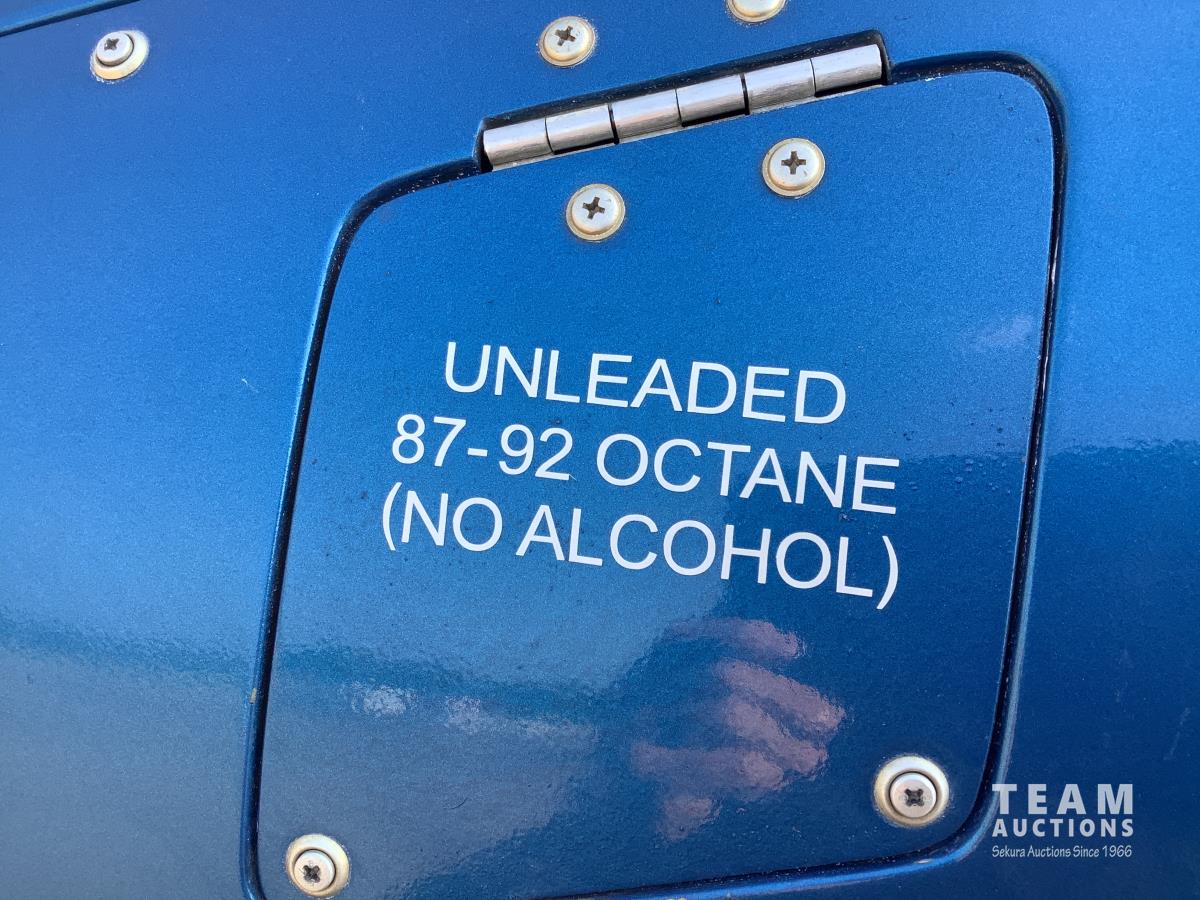 UNLEADED
87-92 OCTANE
(NO ALCOHOL)
TEAM
AUCTIONS
Sekura Auctions Since 1966